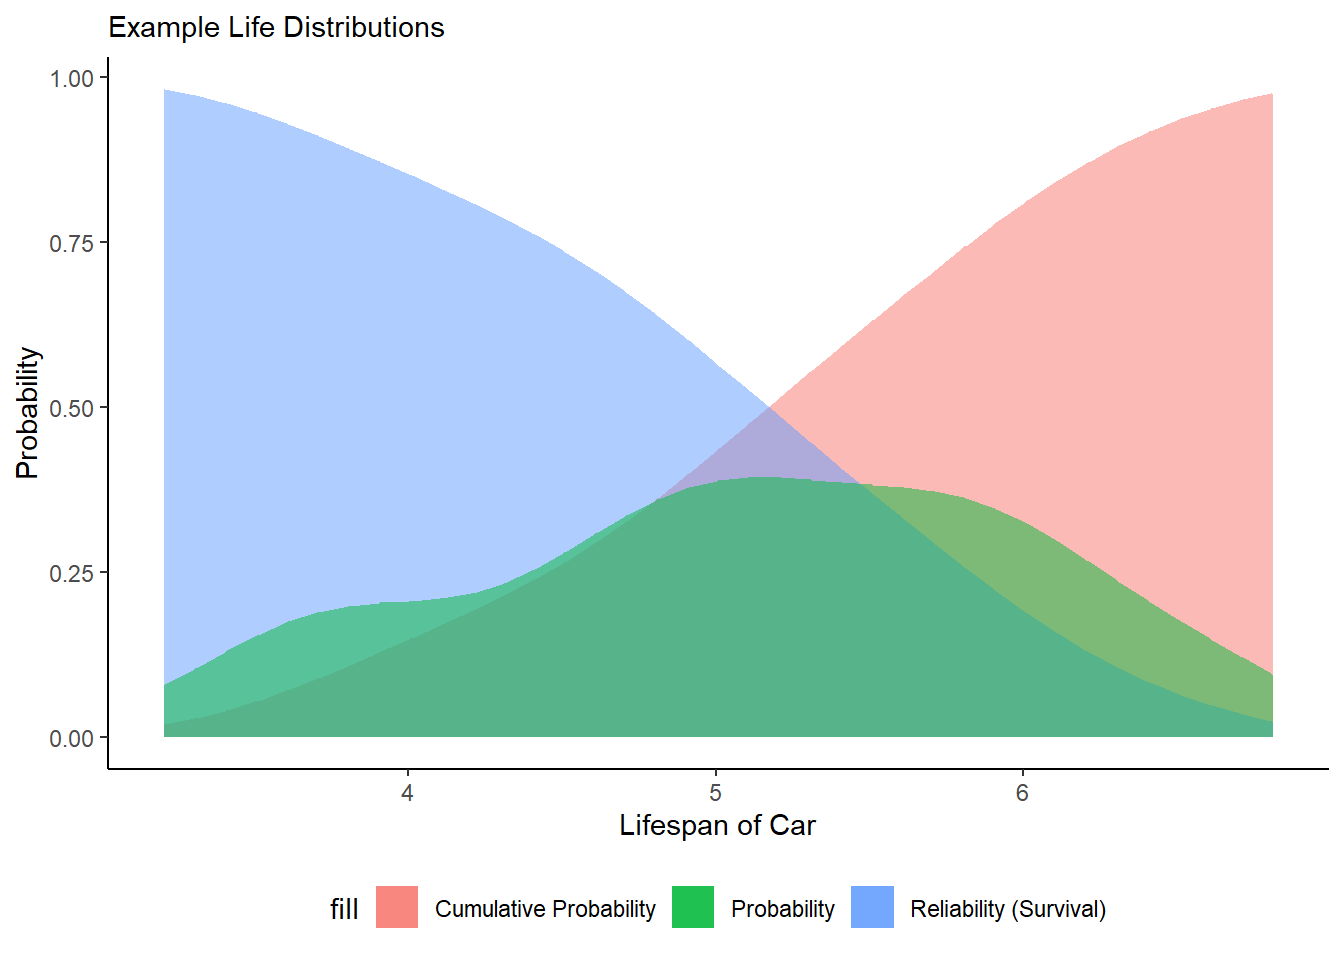 Example Life Distributions
1.00
0.75
0.50
0.25
0.00
Probability
4 5 6
Lifespan of Car
fill Cumulative Probability Probability Reliability (Survival)